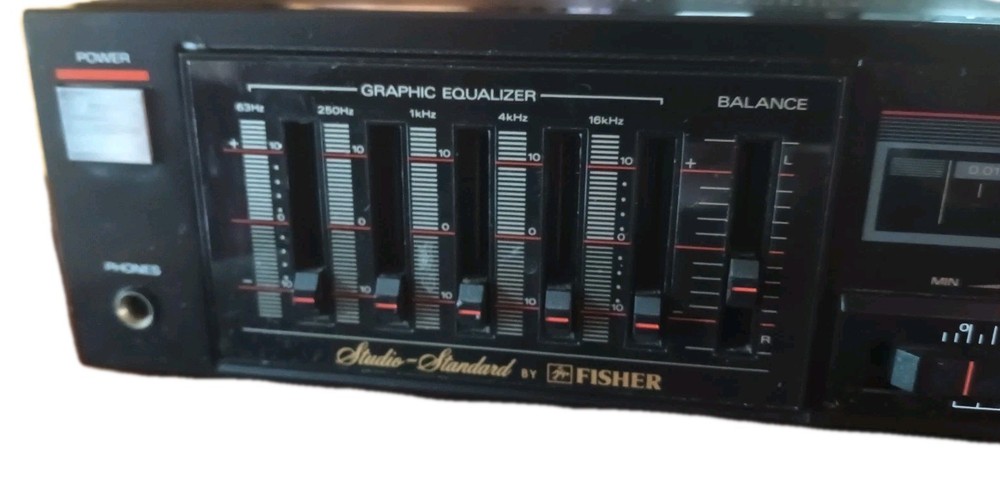 POWER
GRAPHIC EQUALIZER
BALANCE
63Hz 250Hz 1kHz 4kHz 16kHz
+ 10 10 10 10 10 + L
0 0 0 0 0
- 10 10 10 10 10 - R
PHONES
MIN
0
Studio-Standard BY FISHER